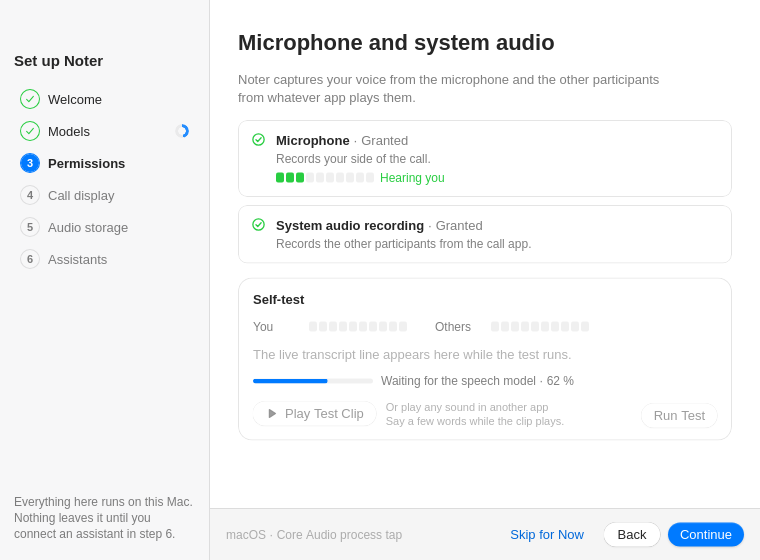 Set up Noter
Welcome
Models
3 Permissions
4 Call display
5 Audio storage
6 Assistants
Everything here runs on this Mac.
Nothing leaves it until you
connect an assistant in step 6.
Microphone and system audio
Noter captures your voice from the microphone and the other participants
from whatever app plays them.
Microphone · Granted
Records your side of the call.
Hearing you
System audio recording · Granted
Records the other participants from the call app.
Self-test
You Others
The live transcript line appears here while the test runs.
Waiting for the speech model · 62 %
Play Test Clip
Or play any sound in another app
Say a few words while the clip plays.
Run Test
macOS · Core Audio process tap
Skip for Now
Back
Continue